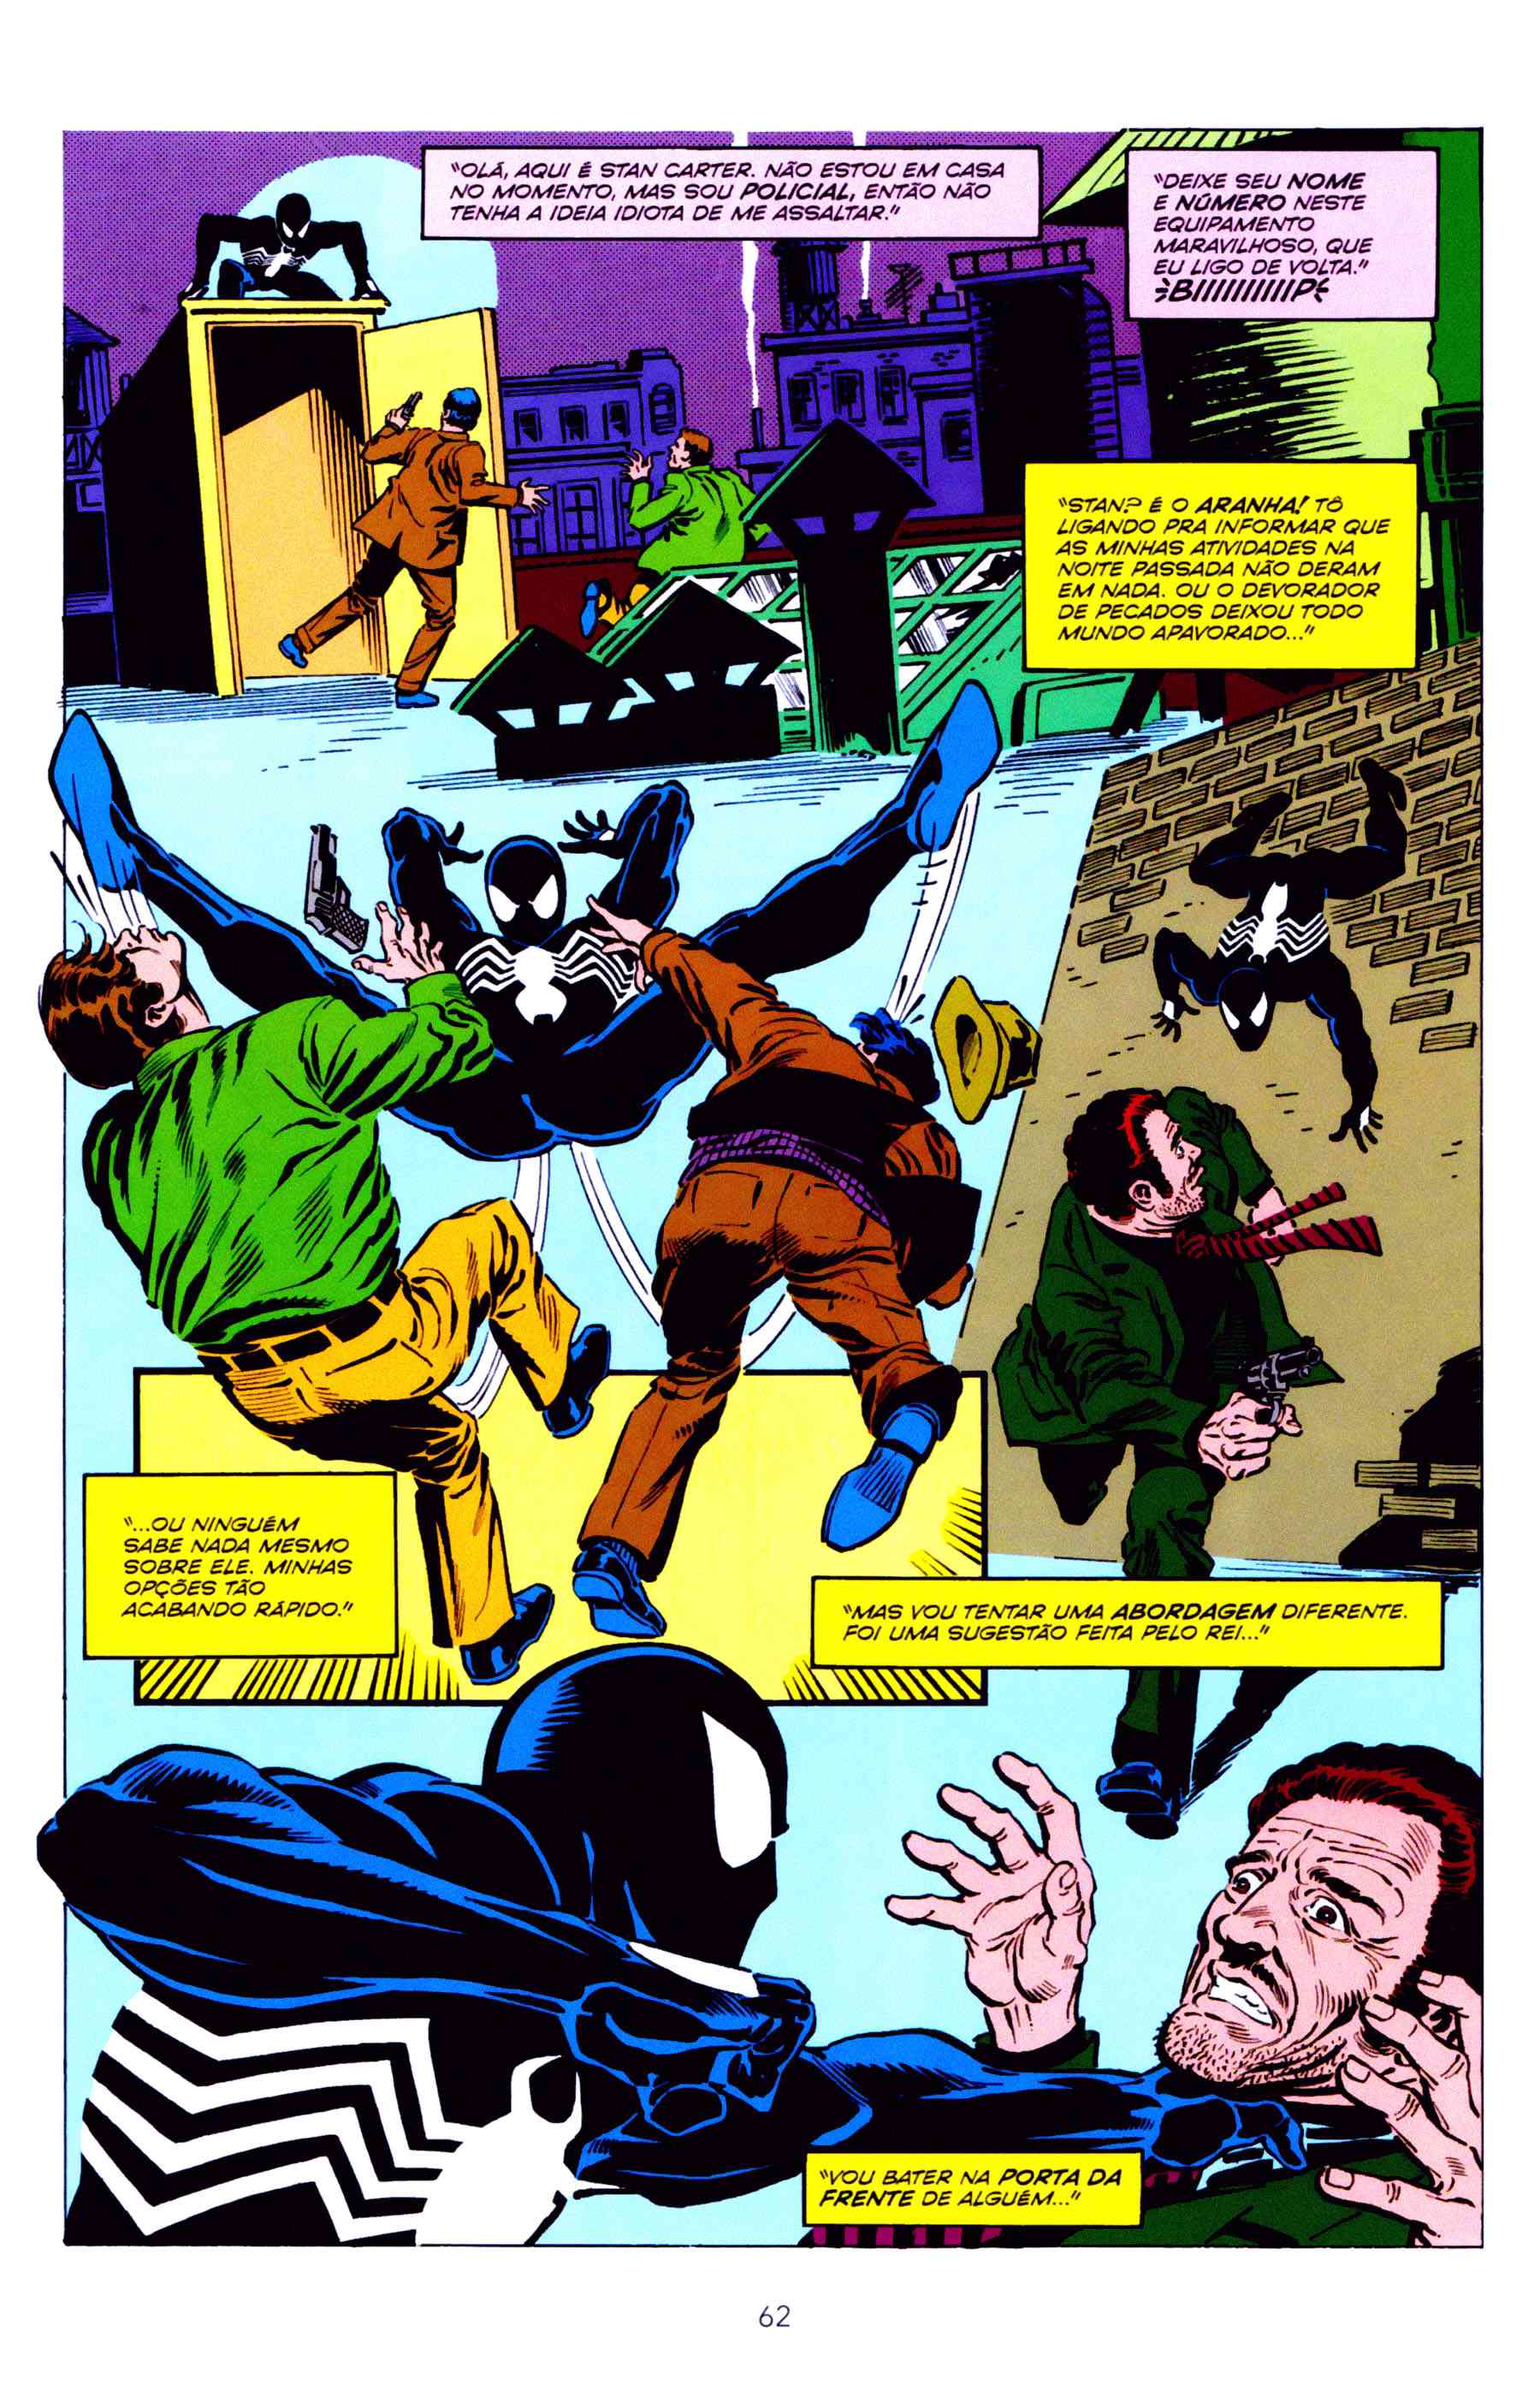 "OLÁ, AQUI É STAN CARTER. NÃO ESTOU EM CASA
NO MOMENTO, MAS SOU POLICIAL, ENTÃO NÃO
TENHA A IDEIA IDIOTA DE ME ASSALTAR."
"DEIXE SEU NOME
E NÚMERO NESTE
EQUIPAMENTO
MARAVILHOSO, QUE
EU LIGO DE VOLTA."
BIIIIIIIIIIP
"STAN? É O ARANHA! TÔ
LIGANDO PRA INFORMAR QUE
AS MINHAS ATIVIDADES NA
NOITE PASSADA NÃO DERAM
EM NADA. OU O DEVORADOR
DE PECADOS DEIXOU TODO
MUNDO APAVORADO..."
"...OU NINGUÉM
SABE NADA MESMO
SOBRE ELE. MINHAS
OPÇÕES TÃO
ACABANDO RÁPIDO."
"MAS VOU TENTAR UMA ABORDAGEM DIFERENTE.
FOI UMA SUGESTÃO FEITA PELO REI..."
"VOU BATER NA PORTA DA
FRENTE DE ALGUÉM..."
62